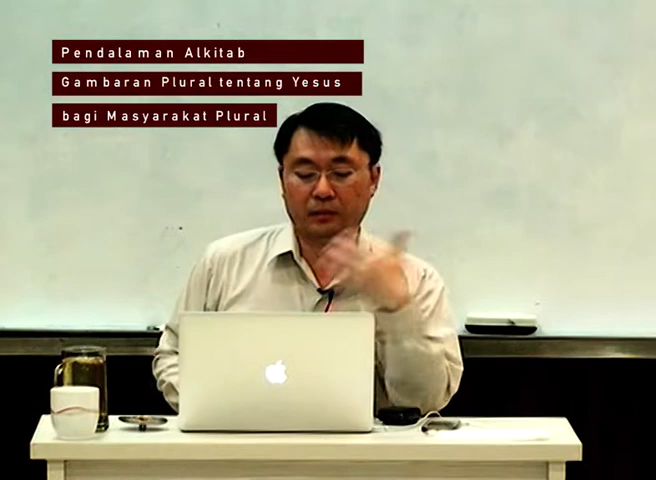 Pendalaman Alkitab
Gambaran Plural tentang Yesus
bagi Masyarakat Plural